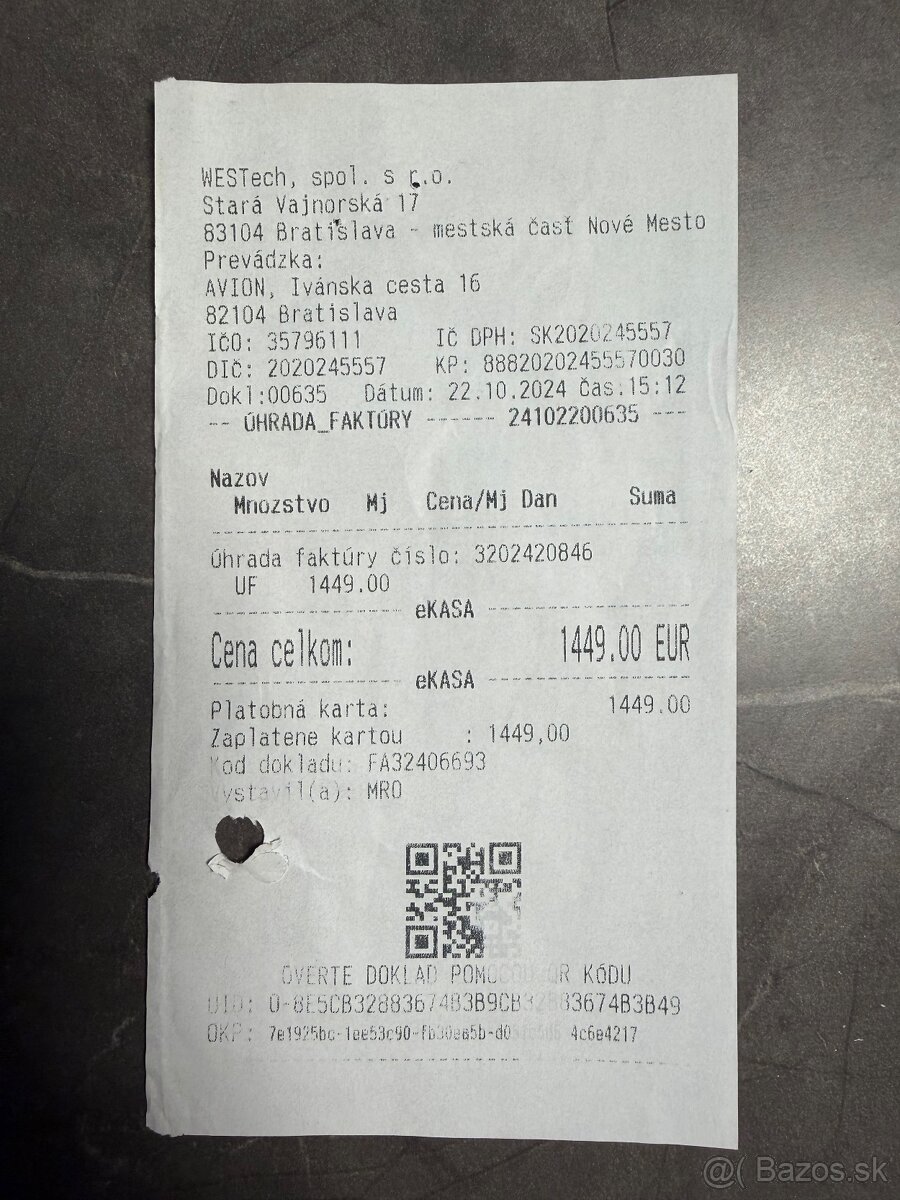 WESTech, spol. s r.o.
Stará Vajnorská 17
83104 Bratislava - mestská časť Nové Mesto
Prevádzka:
AVION, Ivánska cesta 16
82104 Bratislava
IČO: 35796111 IČ DPH: SK2020245557
DIČ: 2020245557 KP: 88820202455570030
Dokl:00635 Dátum: 22.10.2024 Čas:15:12
-- ÚHRADA_FAKTÚRY ------ 24102200635 ---
Nazov
Mnozstvo Mj Cena/Mj Dan Suma
Úhrada faktúry číslo: 3202420846
UF 1449.00
eKASA
Cena celkom: 1449.00 EUR
eKASA
Platobná karta: 1449.00
Zaplatene kartou : 1449,00
Kod dokladu: FA32406693
Vystavil(a): MRO
OVERTE DOKLAD POMOCOU QR KÓDU
UID:
OKP:
@( Bazos.sk